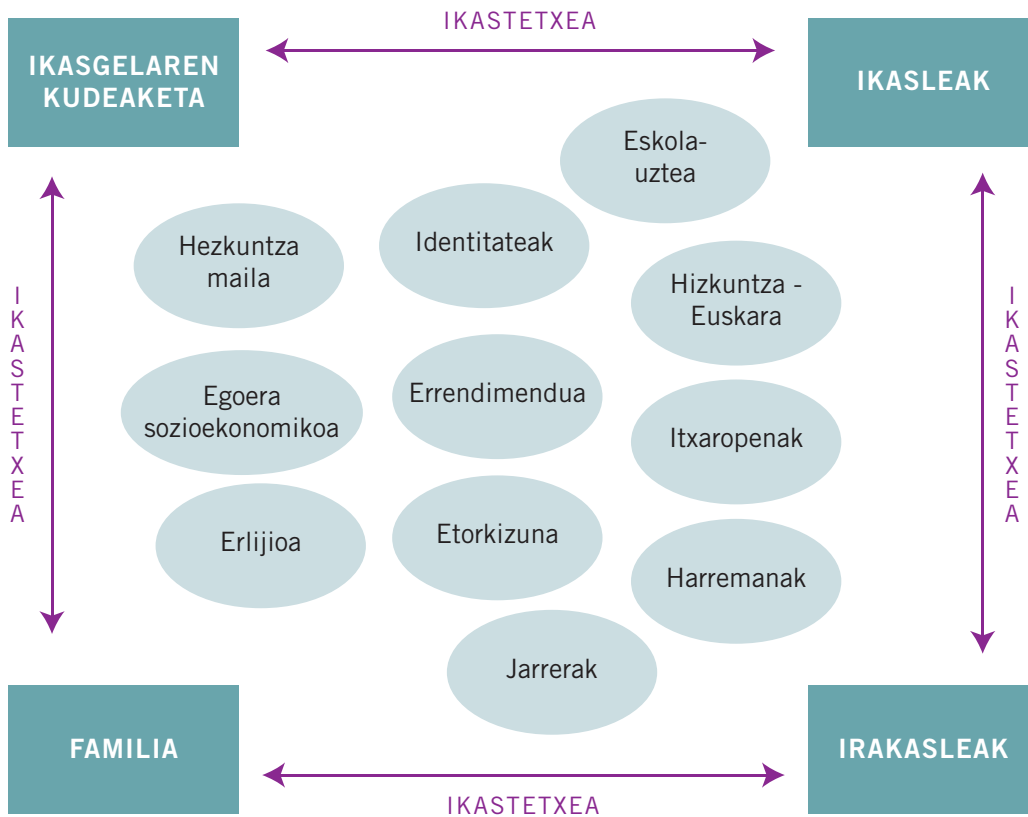 IKASTETXEA
IKASGELAREN
KUDEAKETA
IKASLEAK
Eskola-
uztea
Identitateak
Hezkuntza
maila
Hizkuntza -
Euskara
IKASTETXEA
IKASTETXEA
Errendimendua
Egoera
sozioekonomikoa
Itxaropenak
Etorkizuna
Erlijioa
Harremanak
Jarrerak
FAMILIA
IRAKASLEAK
IKASTETXEA